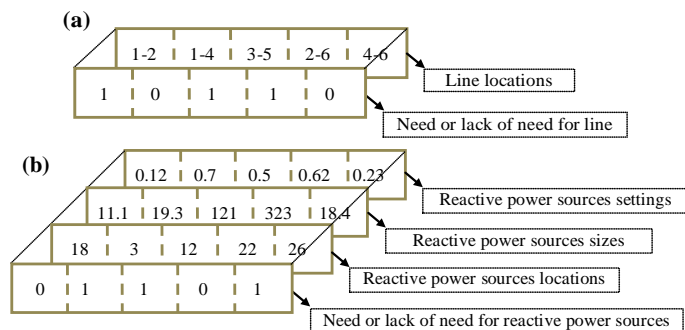 (a)
1-2 1-4 3-5 2-6 4-6
Line locations
1 0 1 1 0
Need or lack of need for line
(b)
0.12 0.7 0.5 0.62 0.23
Reactive power sources settings
11.1 19.3 121 323 18.4
Reactive power sources sizes
18 3 12 22 26
Reactive power sources locations
0 1 1 0 1
Need or lack of need for reactive power sources